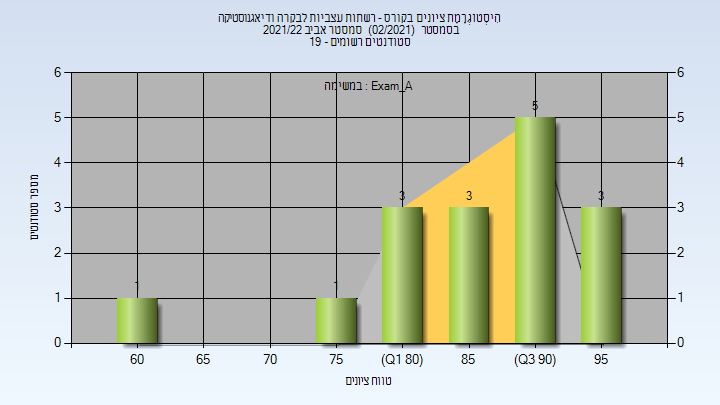 היסטוגרמת ציונים בקורס - רשתות עצביות לבקרה ודיאגנוסטיקה
בסמסטר (02/2021) סמסטר אביב 2021/22
סטודנטים רשומים - 19
במשימה : Exam_A
6 6
5 5
4 4
3 3
2 2
1 1
0 0
1 1 3 3 5 3
מספר סטודנטים
60 65 70 75 (Q1 80) 85 (Q3 90) 95
טווח ציונים